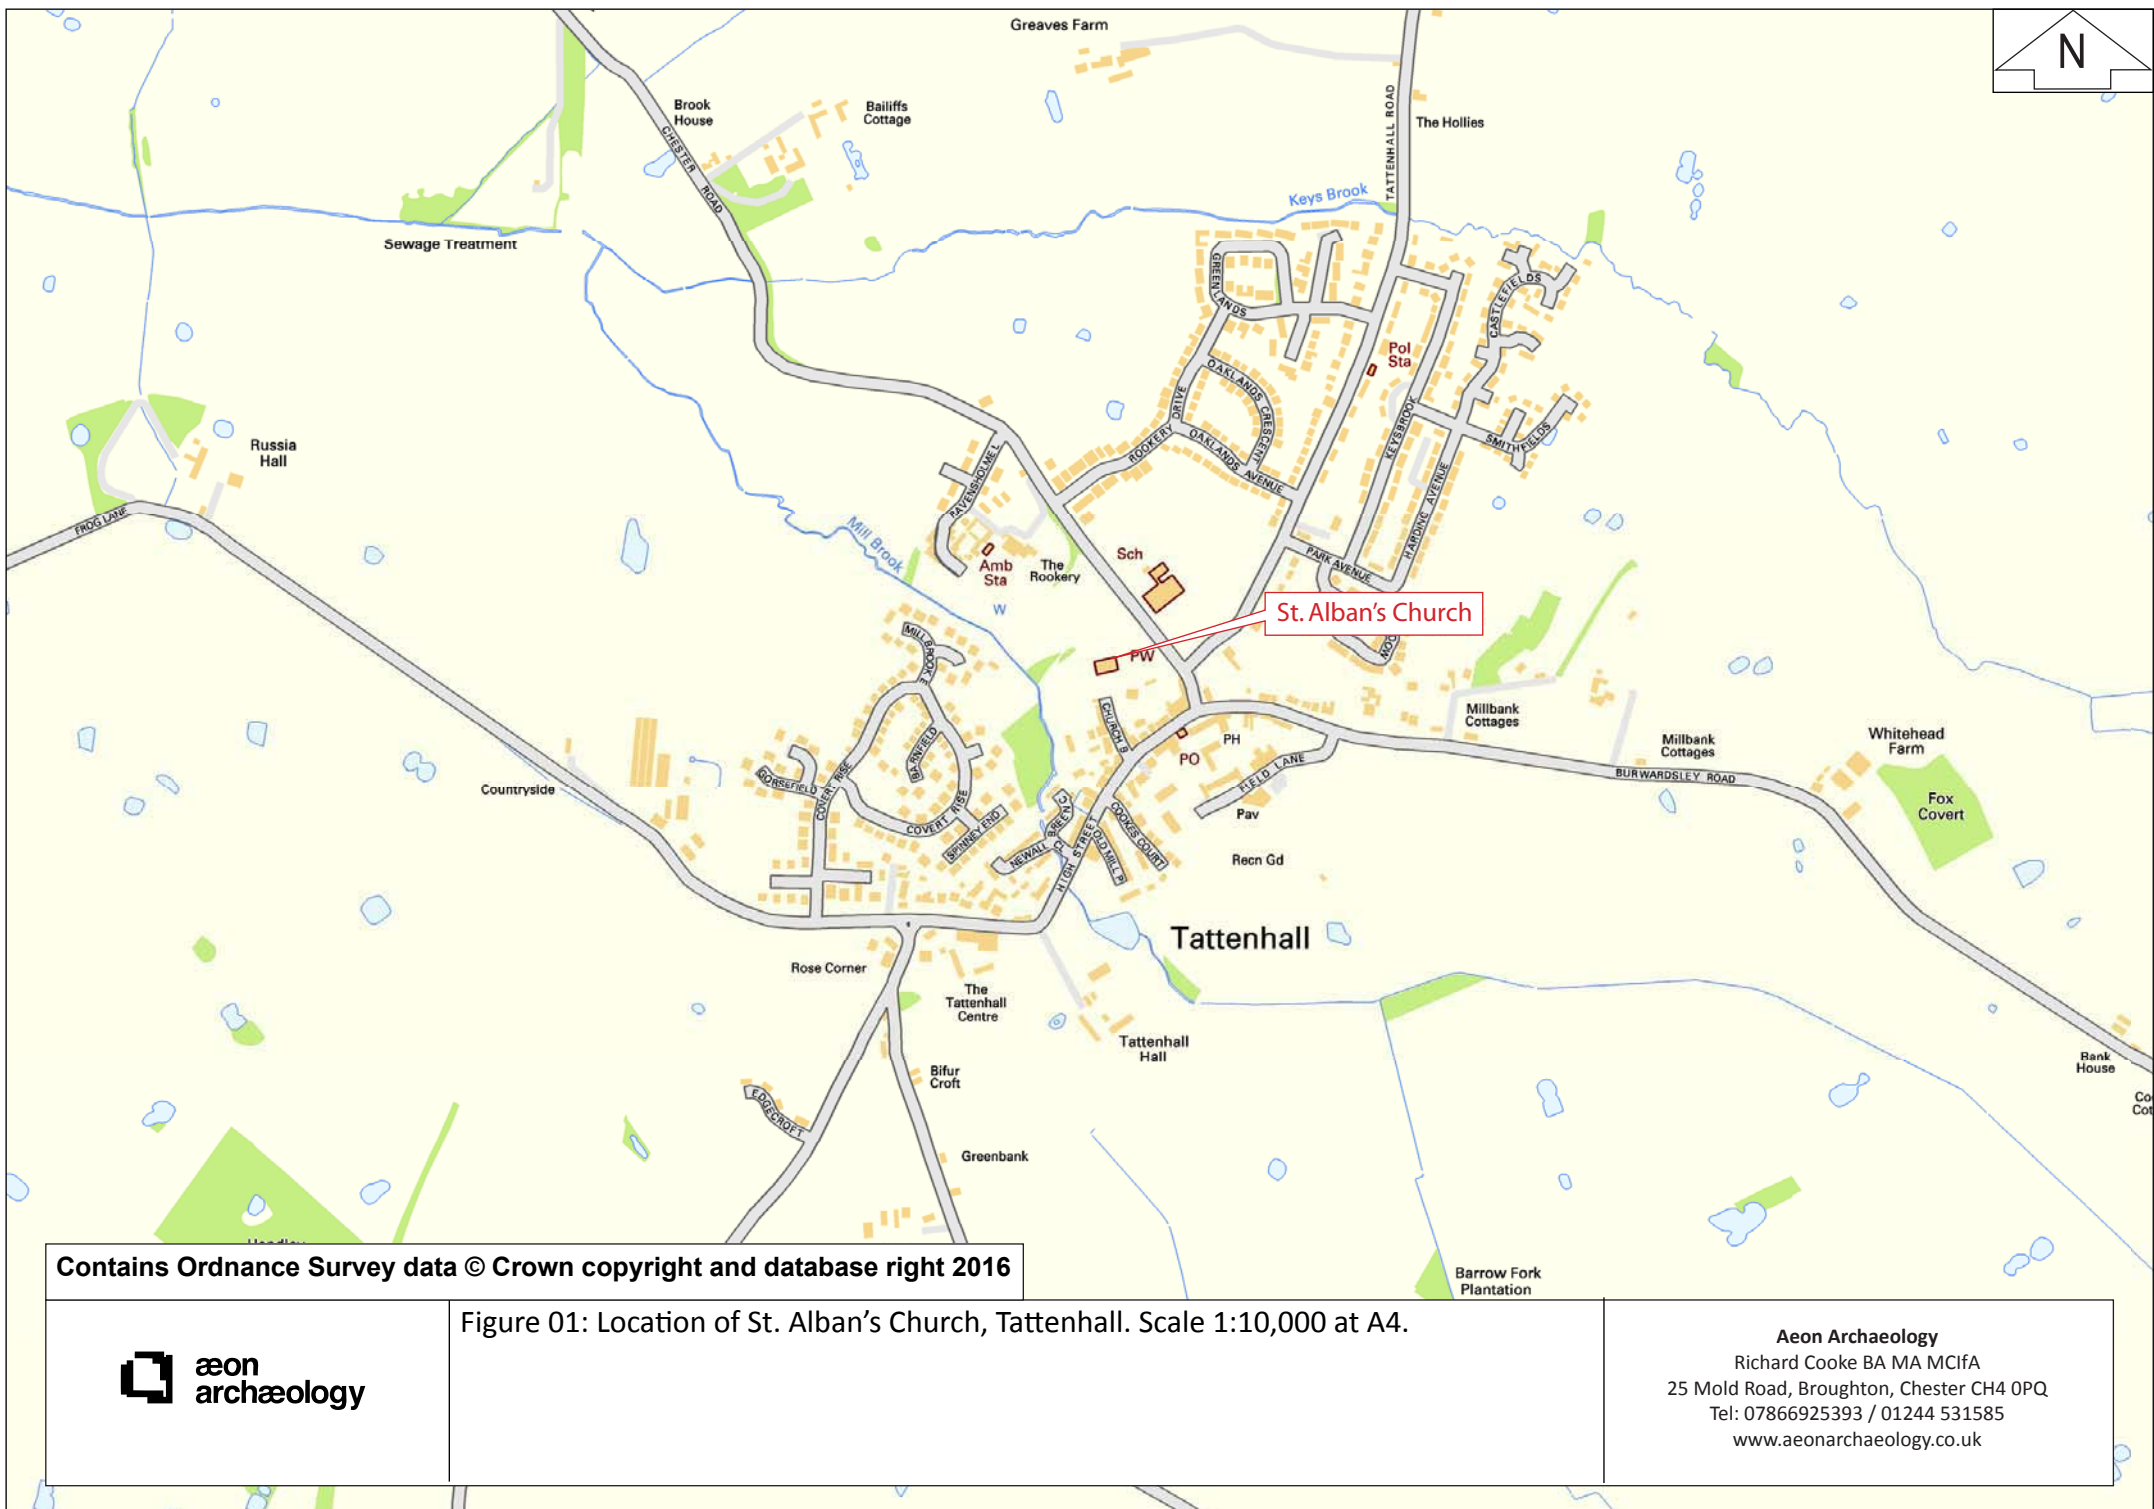 Greaves Farm
N
Brook
House
Bailiffs
Cottage
CHESTER ROAD
TATTENHALL ROAD
The Hollies
Keys Brook
Sewage Treatment
GREENLANDS
CASTLEFIELDS
Pol
Sta
OAKLANDS CRESCENT
ROOKERY DRIVE
OAKLANDS AVENUE
KEYSBROOK
SMITHFIELDS
HARDING AVENUE
Russia
Hall
RAVENSHOLME L
FROG LANE
Mill Brook
Amb
Sta
The
Rookery
Sch
PARK AVENUE
W
St. Alban's Church
PW
MILLBROOK E
MOO
CHURCH B
Millbank
Cottages
PH
PO
Millbank
Cottages
Whitehead
Farm
BARNFIELD
GORSEFIELD
COVERT RISE
COVERT RISE
SPINNEY END
FIELD LANE
BURWARDSLEY ROAD
Countryside
Pav
Fox
Covert
BREEN C
NEWALL CL
HIGH STREET
OLD MILL P
COOKES COURT
Recn Gd
Tattenhall
Rose Corner
The
Tattenhall
Centre
Tattenhall
Hall
Bank
House
Bifur
Croft
Co
Cot
EDGECROFT
Greenbank
Barrow Fork
Plantation
Contains Ordnance Survey data © Crown copyright and database right 2016
æon
archæology
Figure 01: Location of St. Alban's Church, Tattenhall. Scale 1:10,000 at A4.
Aeon Archaeology
Richard Cooke BA MA MCIfA
25 Mold Road, Broughton, Chester CH4 0PQ
Tel: 07866925393 / 01244 531585
www.aeonarchaeology.co.uk